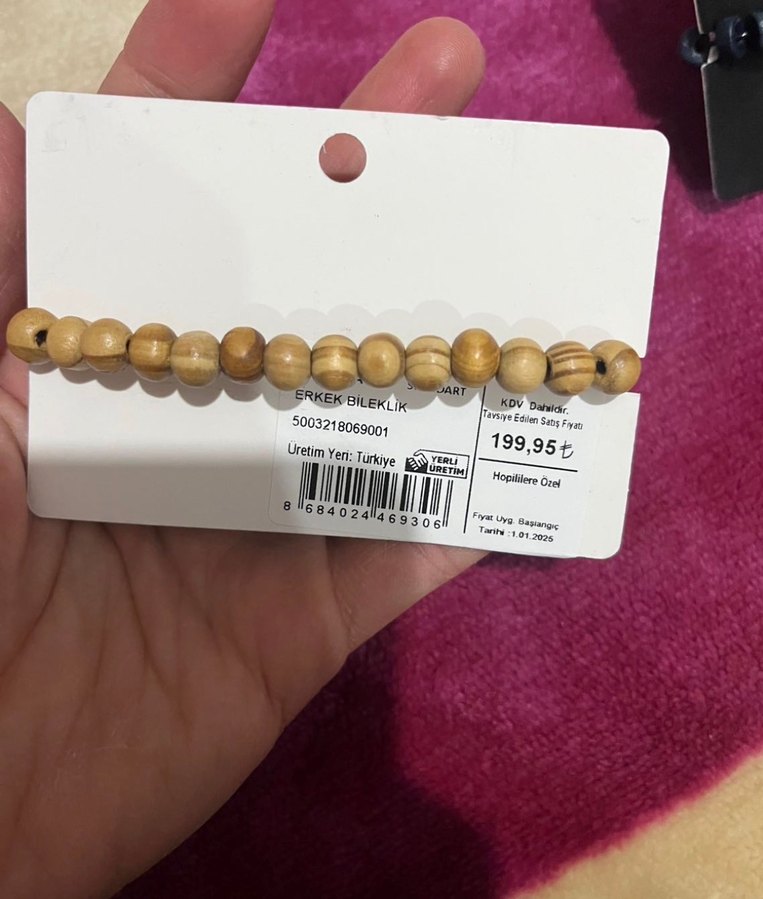 ERKEK BİLEKLİK
5003218069001
Üretim Yeri: Türkiye
YERLİ
ÜRETİM
8 684024 469306
KDV Dahildir.
Tavsiye Edilen Satış Fiyatı
199,95₺
Hopililere Özel
Fiyat Uyg. Başlangıç
Tarihi :1.01.2025